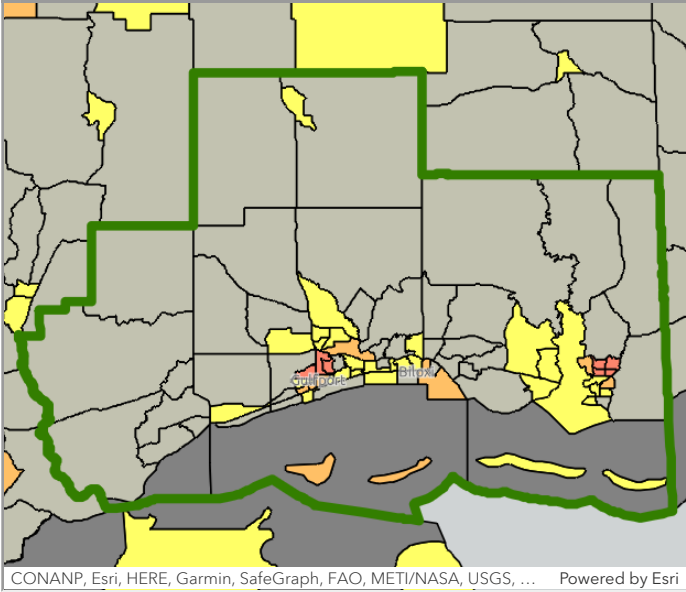 Gulfport
Biloxi
CONANP, Esri, HERE, Garmin, SafeGraph, FAO, METI/NASA, USGS, ... Powered by Esri